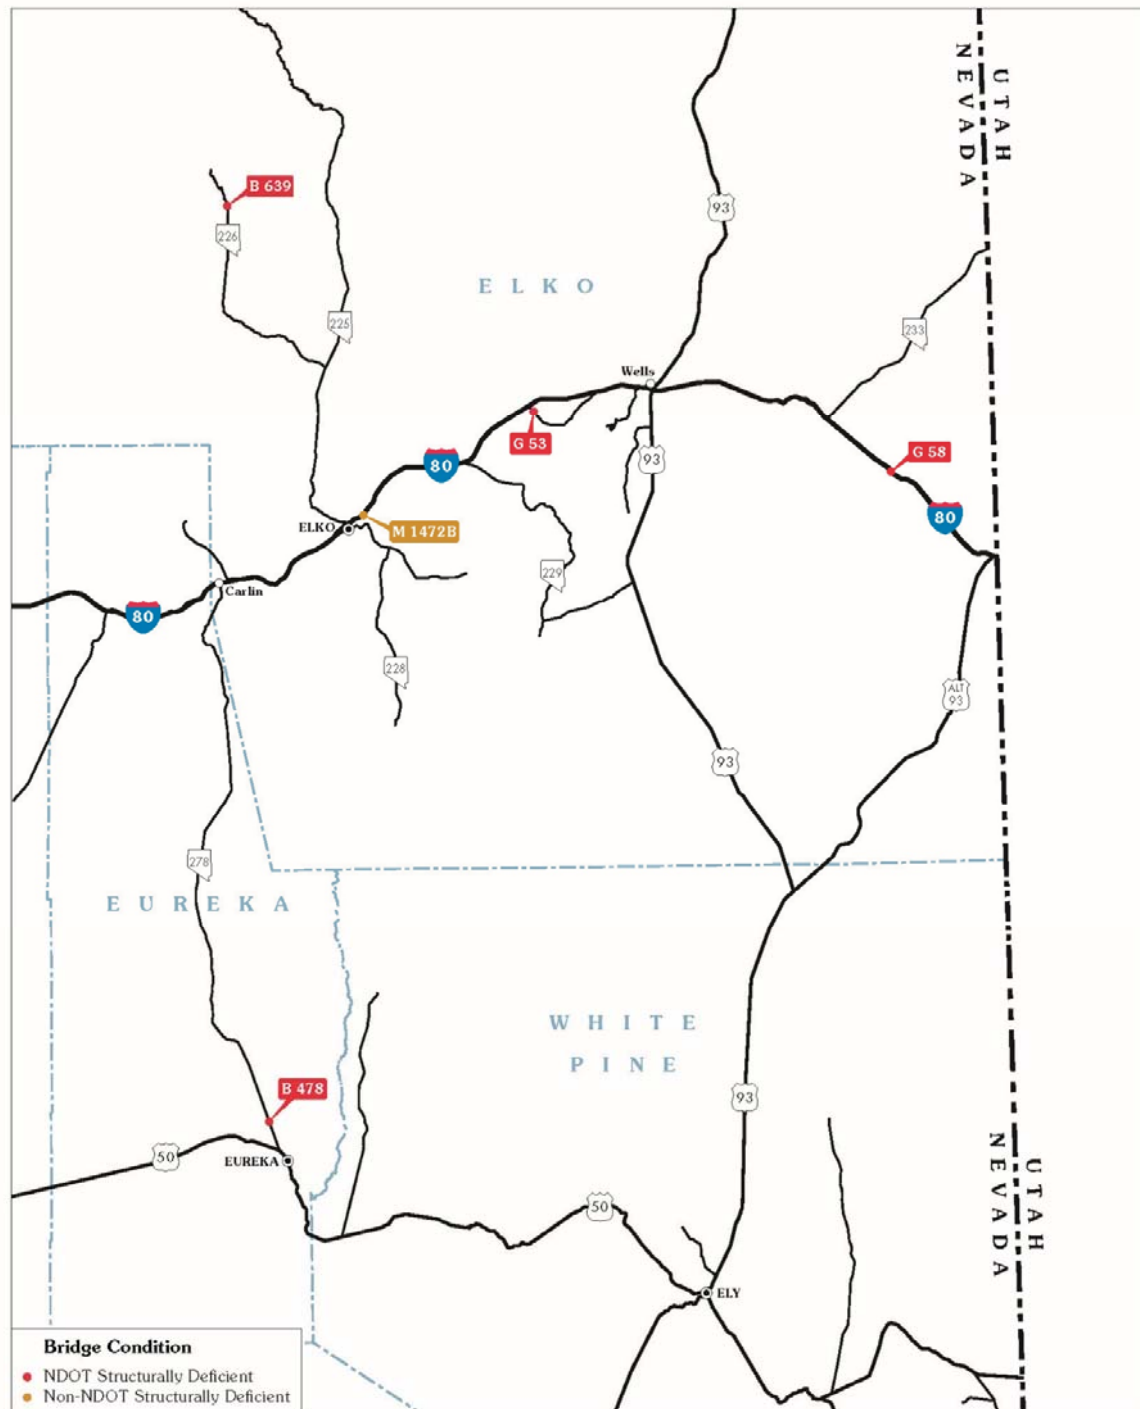 UTAH
NEVADA
B 639
93
226
ELKO
225
233
Wells
G 53
93
G 58
80
80
ELKO
M 1472B
229
Carlin
80
228
ALT
93
93
278
EUREKA
WHITE
PINE
B 478
93
50
EUREKA
UTAH
NEVADA
50
ELY
Bridge Condition
NDOT Structurally Deficient
Non-NDOT Structurally Deficient